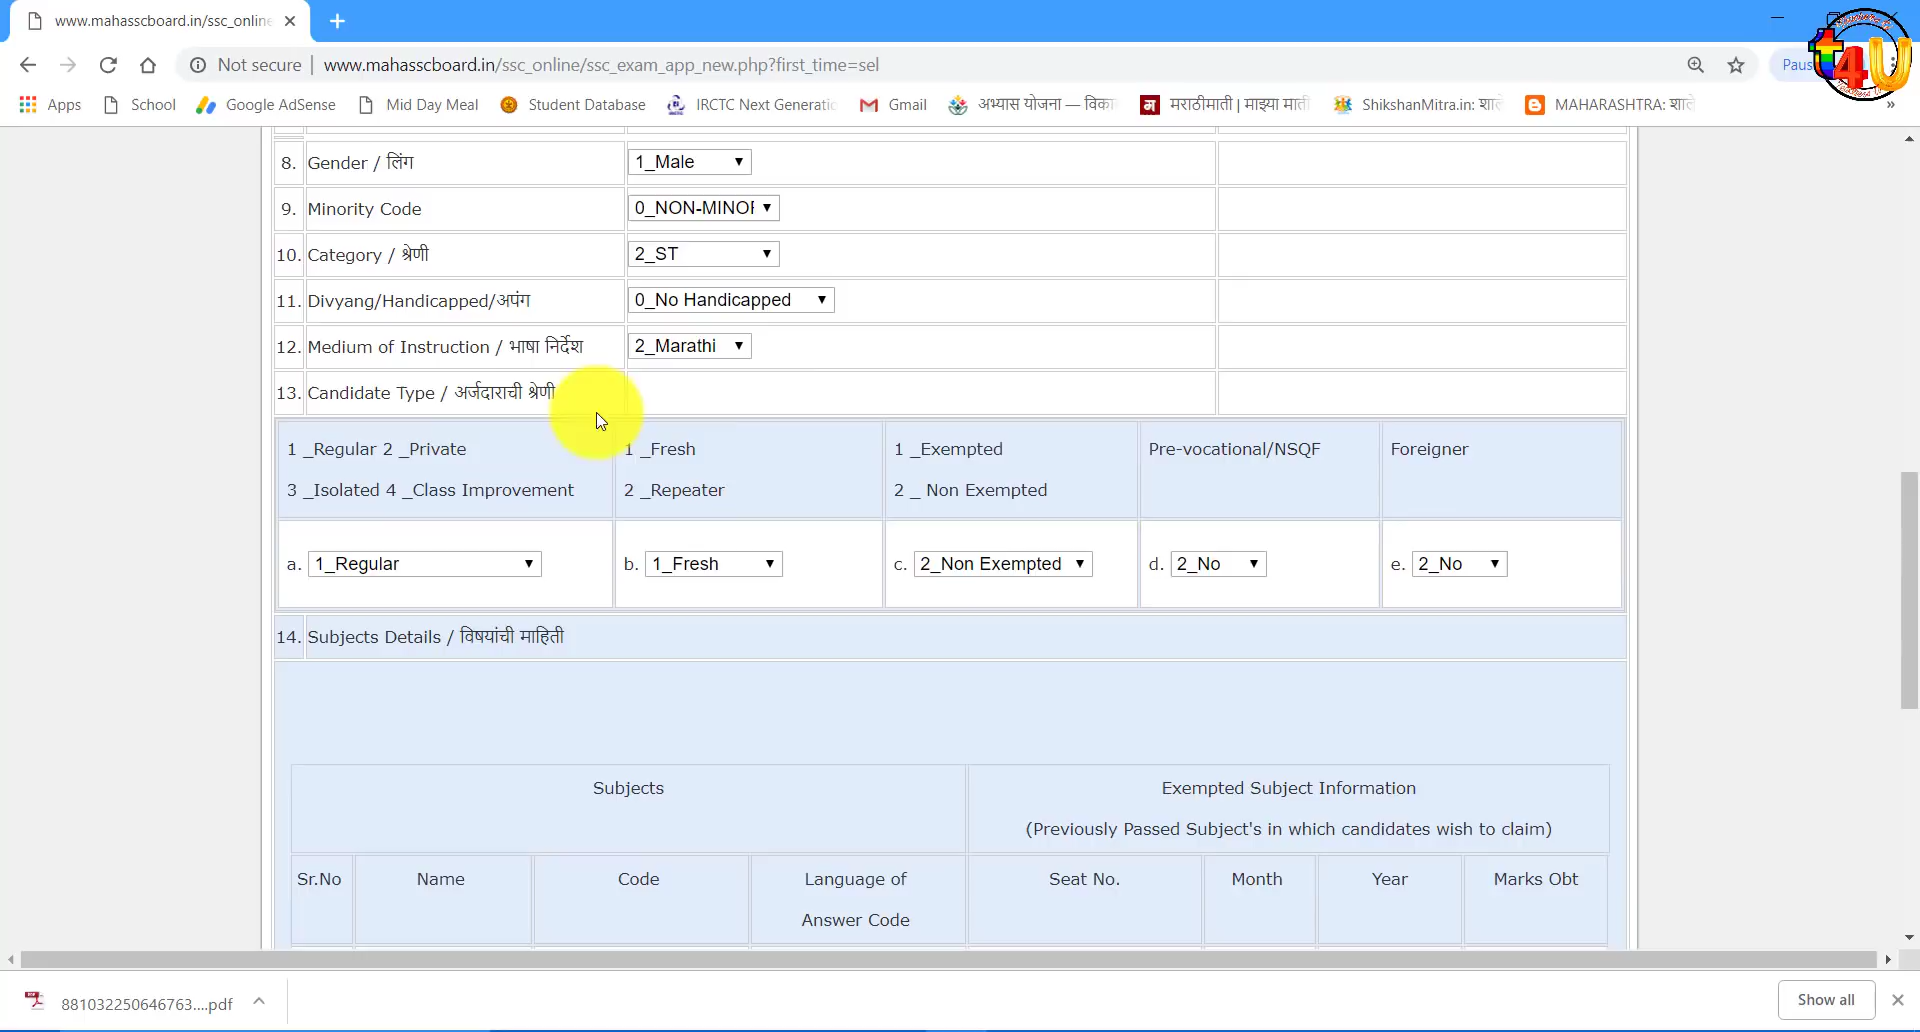 www.mahasscboard.in/ssc_online
Not secure | www.mahasscboard.in/ssc_online/ssc_exam_app_new.php?first_time=sel
Paus
4U
Apps School Google AdSense Mid Day Meal Student Database IRCTC Next Generatio Gmail अभ्यास योजना — विका मराठीमाती | माझ्या माती ShikshanMitra.in: शाले MAHARASHTRA: शाले »
8. Gender / लिंग 1_Male
9. Minority Code 0_NON-MINOR
10. Category / श्रेणी 2_ST
11. Divyang/Handicapped/अपंग 0_No Handicapped
12. Medium of Instruction / भाषा निर्देश 2_Marathi
13. Candidate Type / अर्जदाराची श्रेणी
1 _Regular 2 _Private 1 _Fresh 1 _Exempted Pre-vocational/NSQF Foreigner
3 _Isolated 4 _Class Improvement 2 _Repeater 2 _ Non Exempted
a. 1_Regular b. 1_Fresh c. 2_Non Exempted d. 2_No e. 2_No
14. Subjects Details / विषयांची माहिती
Subjects Exempted Subject Information
(Previously Passed Subject's in which candidates wish to claim)
Sr.No Name Code Language of Seat No. Month Year Marks Obt
Answer Code
881032250646763....pdf Show all